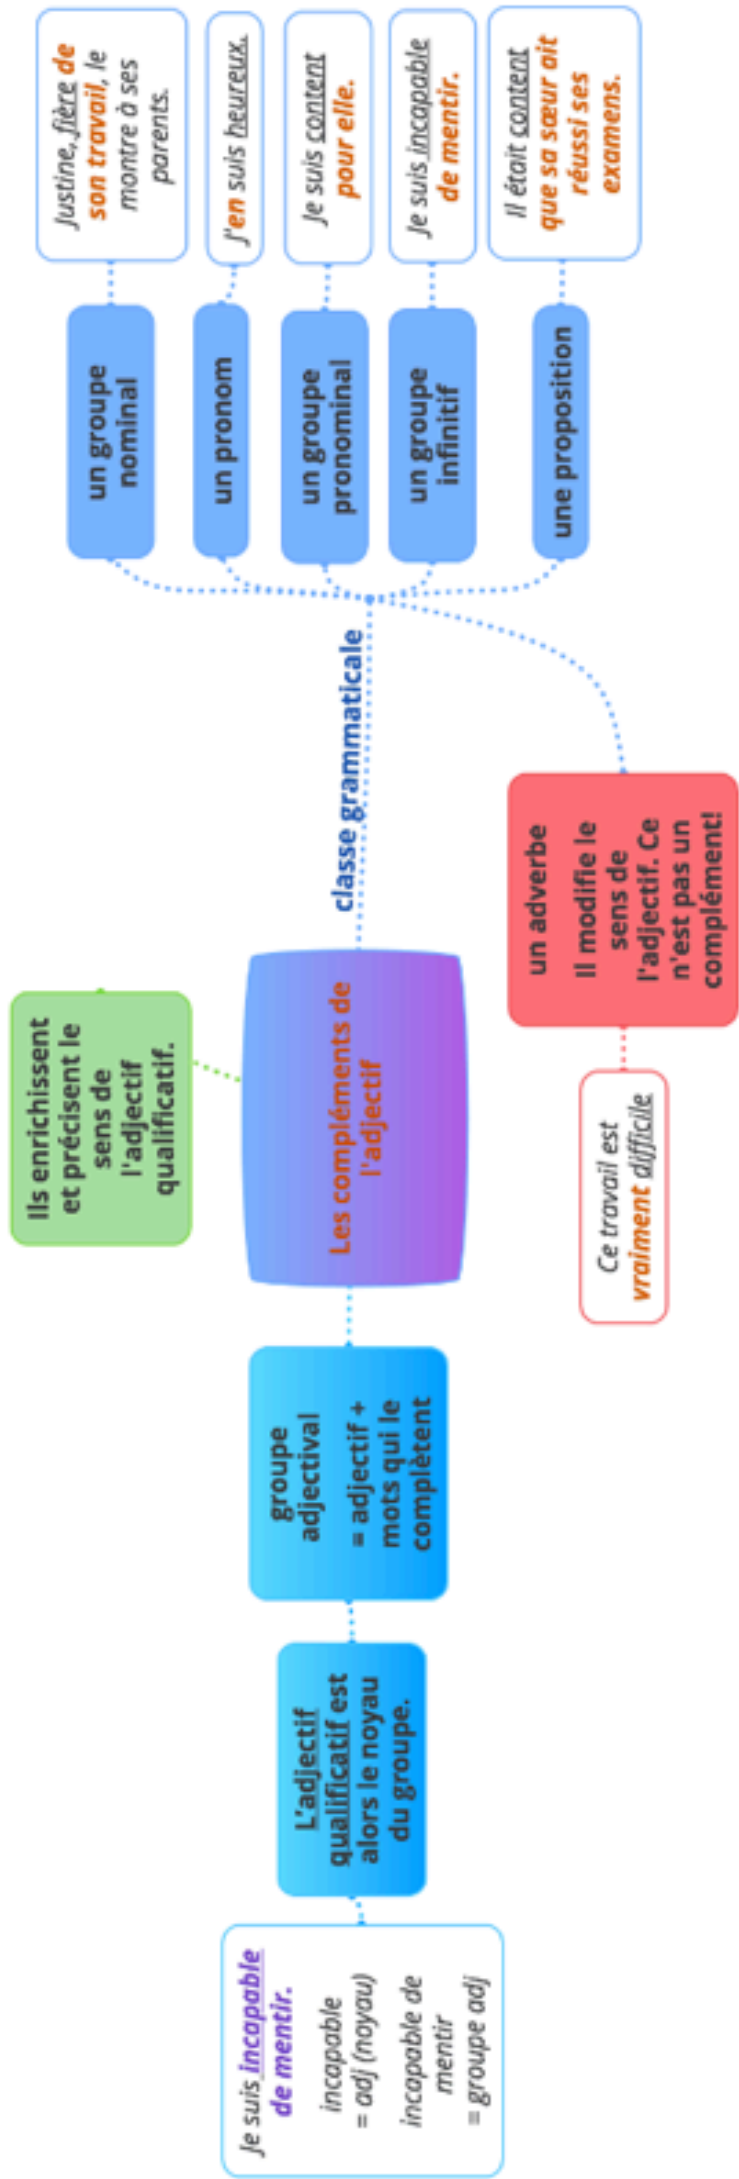 Je suis incapable
de mentir.
incapable
= adj (noyau)
incapable de
mentir
= groupe adj
L'adjectif
qualificatif est
alors le noyau
du groupe.
groupe
adjectival
= adjectif +
mots qui le
complètent
Les compléments de
l'adjectif
Ils enrichissent
et précisent le
sens de
l'adjectif
qualificatif.
classe grammaticale
un groupe
nominal
Justine, fière de
son travail, le
montre à ses
parents.
un pronom
J'en suis heureux.
un groupe
pronominal
Je suis content
pour elle.
un groupe
infinitif
Je suis incapable
de mentir.
une proposition
Il était content
que sa sœur ait
réussi ses
examens.
un adverbe
Il modifie le
sens de
l'adjectif. Ce
n'est pas un
complément!
Ce travail est
vraiment difficile